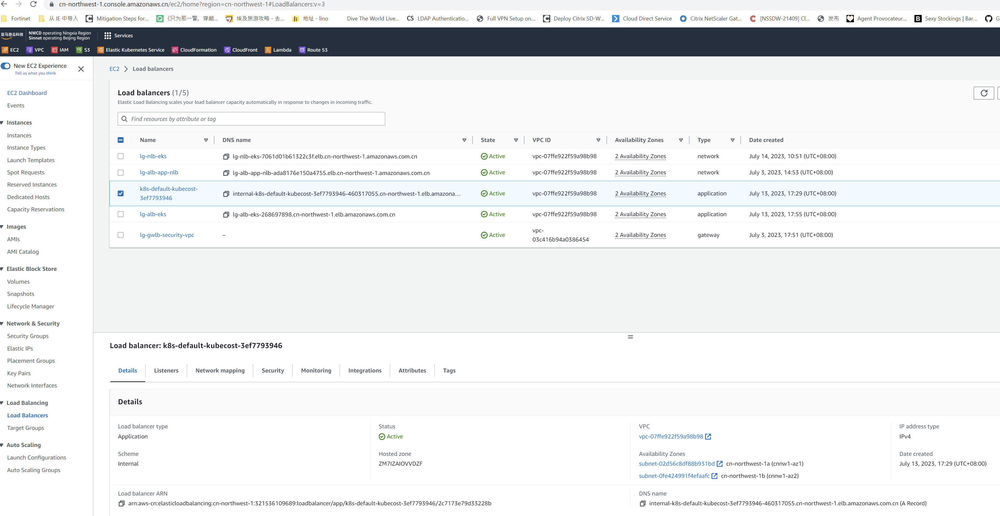 cn-northwest-1.console.amazonaws.cn/ec2/home?region=cn-northwest-1#LoadBalancers:v=3
Fortinet 从 IE 中导入 Mitigation Steps for... 《只为那一瞥，穿越... 埃及旅游攻略 - 去... 地址 - lino Dive The World Live... CS LDAP Authenticatio... Full VPN Setup on... Deploy Citrix SD-W... Cloud Direct Service Citrix NetScaler Gat... [NSSDW-21409] Cl... 发布 Agent Provocateur... Sexy Stockings | Bar... G
亚马逊云科技 NWCD operating Ningxia Region
Sinnet operating Beijing Region
Services
EC2 VPC IAM S3 Elastic Kubernetes Service CloudFormation CloudFront Lambda Route 53
New EC2 Experience
Tell us what you think
EC2 Dashboard
Events
Instances
Instances
Instance Types
Launch Templates
Spot Requests
Reserved Instances
Dedicated Hosts
Capacity Reservations
Images
AMIs
AMI Catalog
Elastic Block Store
Volumes
Snapshots
Lifecycle Manager
Network & Security
Security Groups
Elastic IPs
Placement Groups
Key Pairs
Network Interfaces
Load Balancing
Load Balancers
Target Groups
Auto Scaling
Launch Configurations
Auto Scaling Groups
EC2 Load balancers
Load balancers (1/5)
Elastic Load Balancing scales your load balancer capacity automatically in response to changes in incoming traffic.
Find resources by attribute or tag
Name DNS name State VPC ID Availability Zones Type Date created
lg-nlb-eks lg-nlb-eks-7061d01b61322c3f.elb.cn-northwest-1.amazonaws.com.cn Active vpc-07ffe922f59a98b98 2 Availability Zones network July 14, 2023, 10:51 (UTC+08:00)
lg-alb-app-nlb lg-alb-app-nlb-ada8176e150a4755.elb.cn-northwest-1.amazonaws.com.cn Active vpc-07ffe922f59a98b98 2 Availability Zones network July 3, 2023, 14:53 (UTC+08:00)
k8s-default-kubecost-
3ef7793946 internal-k8s-default-kubecost-3ef7793946-460317055.cn-northwest-1.elb.amazona... Active vpc-07ffe922f59a98b98 2 Availability Zones application July 13, 2023, 17:29 (UTC+08:00)
lg-alb-eks lg-alb-eks-268697898.cn-northwest-1.elb.amazonaws.com.cn Active vpc-07ffe922f59a98b98 2 Availability Zones application July 13, 2023, 17:55 (UTC+08:00)
lg-gwlb-security-vpc – Active vpc-
03c416b94a0386454 2 Availability Zones gateway July 3, 2023, 17:51 (UTC+08:00)
Load balancer: k8s-default-kubecost-3ef7793946
Details Listeners Network mapping Security Monitoring Integrations Attributes Tags
Details
Load balancer type
Application
Status
Active
VPC
vpc-07ffe922f59a98b98
IP address type
IPv4
Scheme
Internal
Hosted zone
ZM7IZAIOVVDZF
Availability Zones
subnet-02d56c8df88b931bd cn-northwest-1a (cnnw1-az1)
subnet-0fe424991f4efaafc cn-northwest-1b (cnnw1-az2)
Date created
July 13, 2023, 17:29 (UTC+08:00)
Load balancer ARN
arn:aws-cn:elasticloadbalancing:cn-northwest-1:321536109689:loadbalancer/app/k8s-default-kubecost-3ef7793946/2c7173e79d33228b
DNS name
internal-k8s-default-kubecost-3ef7793946-460317055.cn-northwest-1.elb.amazonaws.com.cn (A Record)